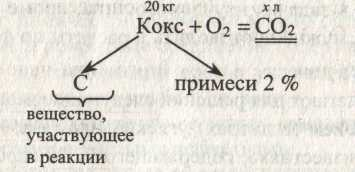 20 кг х л
Кокс + O₂ = CO₂
C примеси 2 %
вещество,
участвующее
в реакции